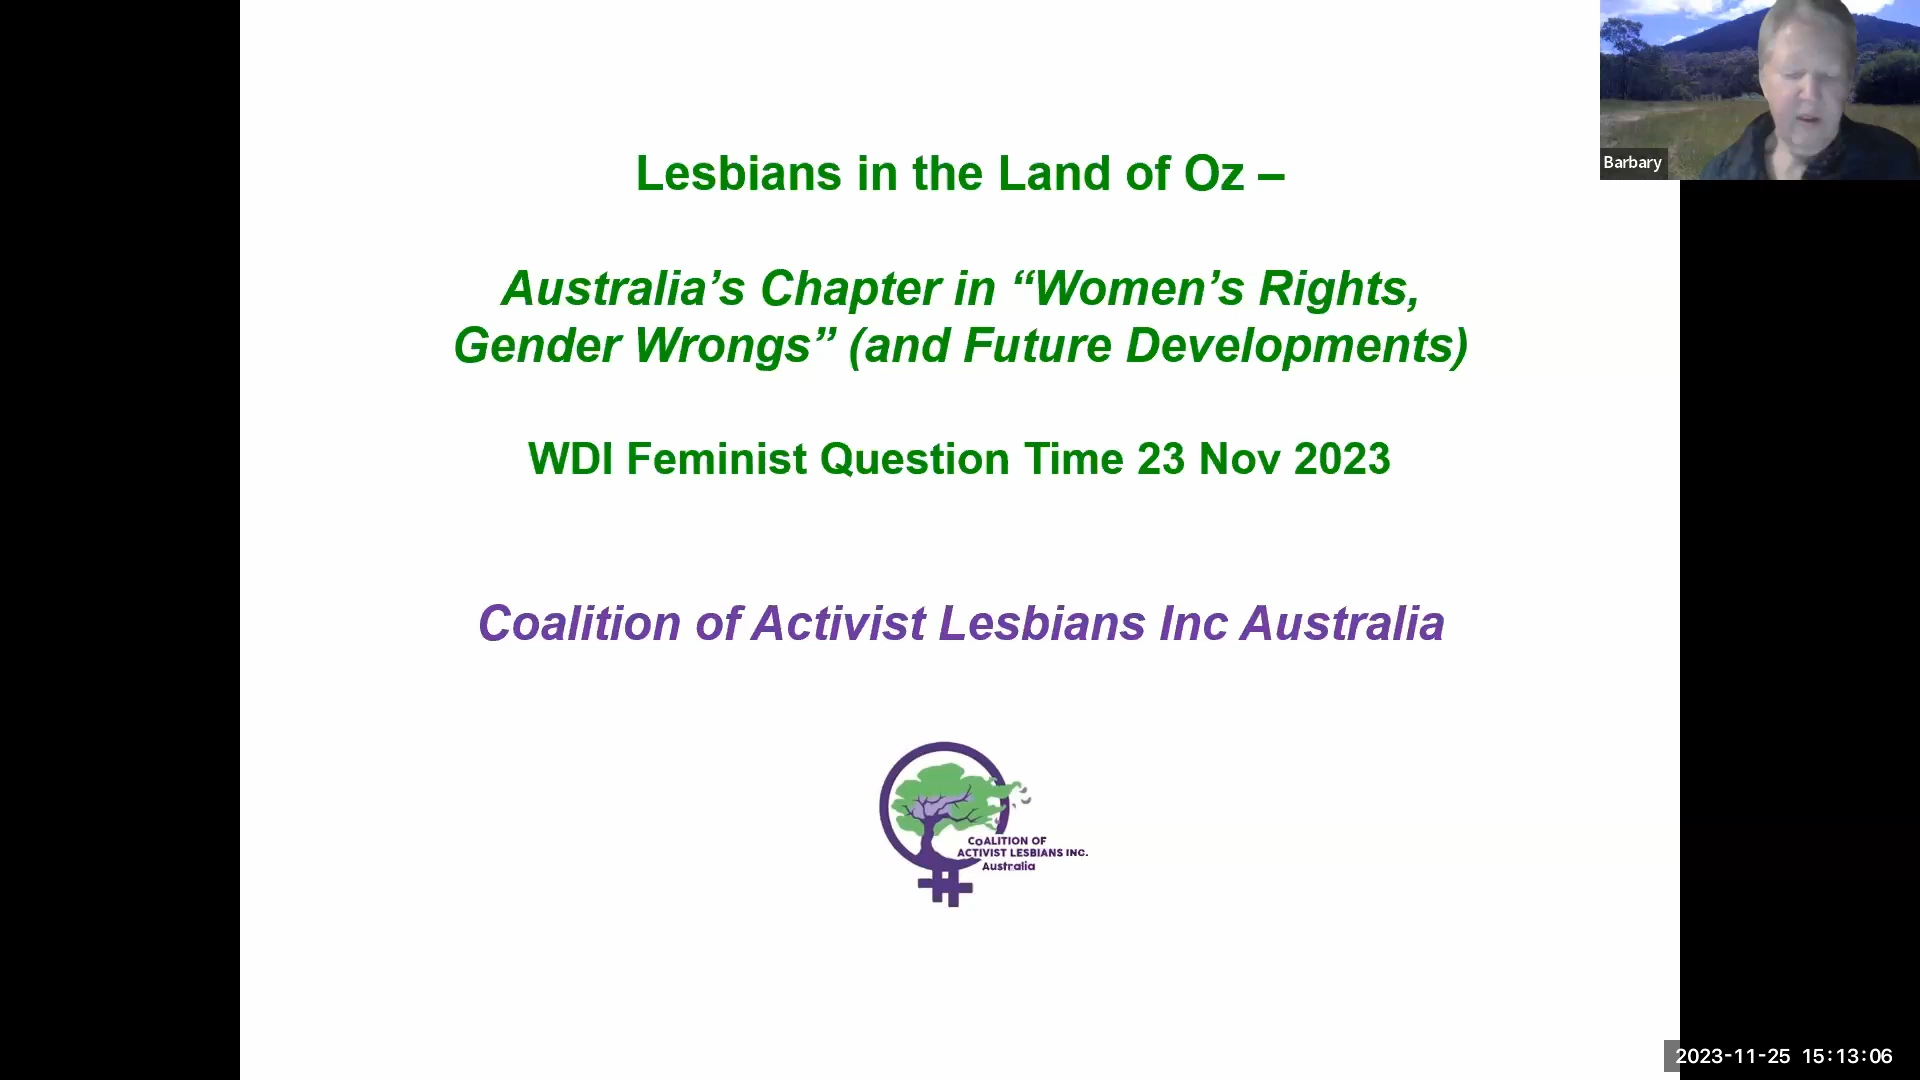 Lesbians in the Land of Oz –
Australia’s Chapter in “Women’s Rights,
Gender Wrongs” (and Future Developments)
WDI Feminist Question Time 23 Nov 2023
Coalition of Activist Lesbians Inc Australia
COALITION OF
ACTIVIST LESBIANS INC.
Australia
Barbary
2023-11-25 15:13:06